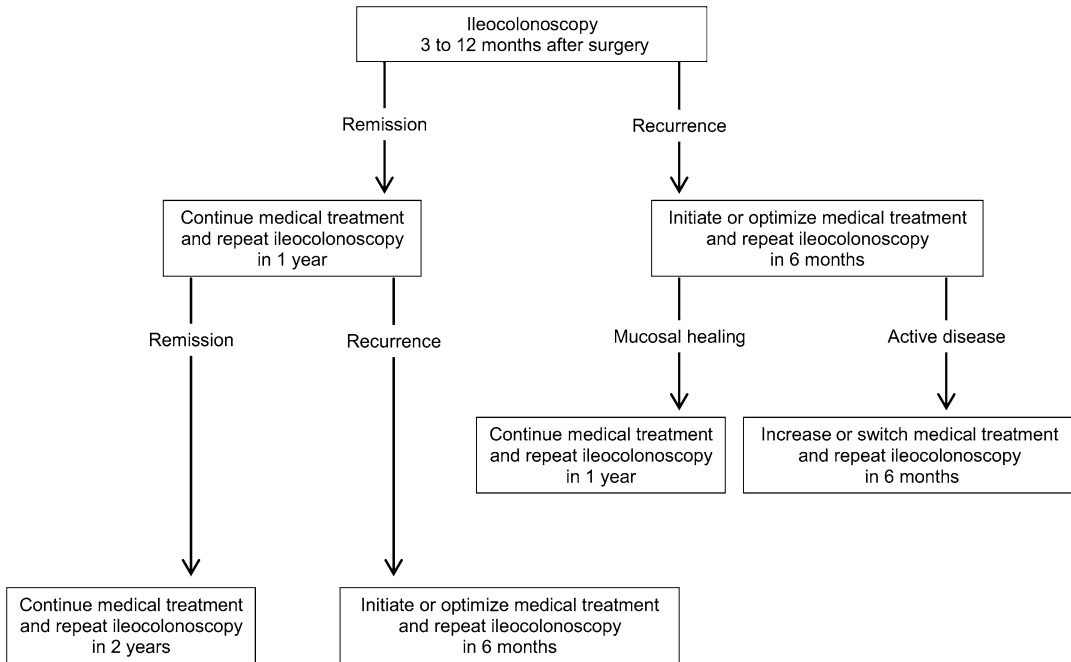 Ileocolonoscopy
3 to 12 months after surgery
Remission
Recurrence
Continue medical treatment
and repeat ileocolonoscopy
in 1 year
Initiate or optimize medical treatment
and repeat ileocolonoscopy
in 6 months
Remission
Recurrence
Mucosal healing
Active disease
Continue medical treatment
and repeat ileocolonoscopy
in 1 year
Increase or switch medical treatment
and repeat ileocolonoscopy
in 6 months
Continue medical treatment
and repeat ileocolonoscopy
in 2 years
Initiate or optimize medical treatment
and repeat ileocolonoscopy
in 6 months